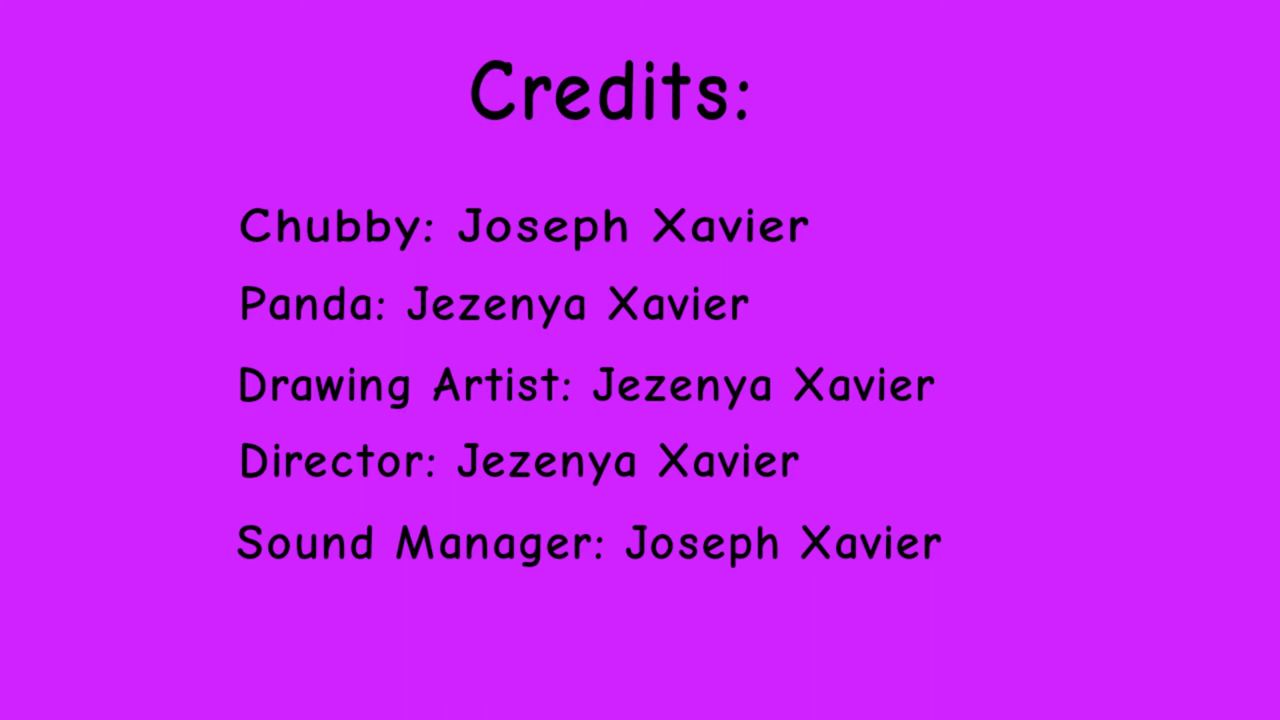 Credits:
Chubby: Joseph Xavier
Panda: Jezenya Xavier
Drawing Artist: Jezenya Xavier
Director: Jezenya Xavier
Sound Manager: Joseph Xavier